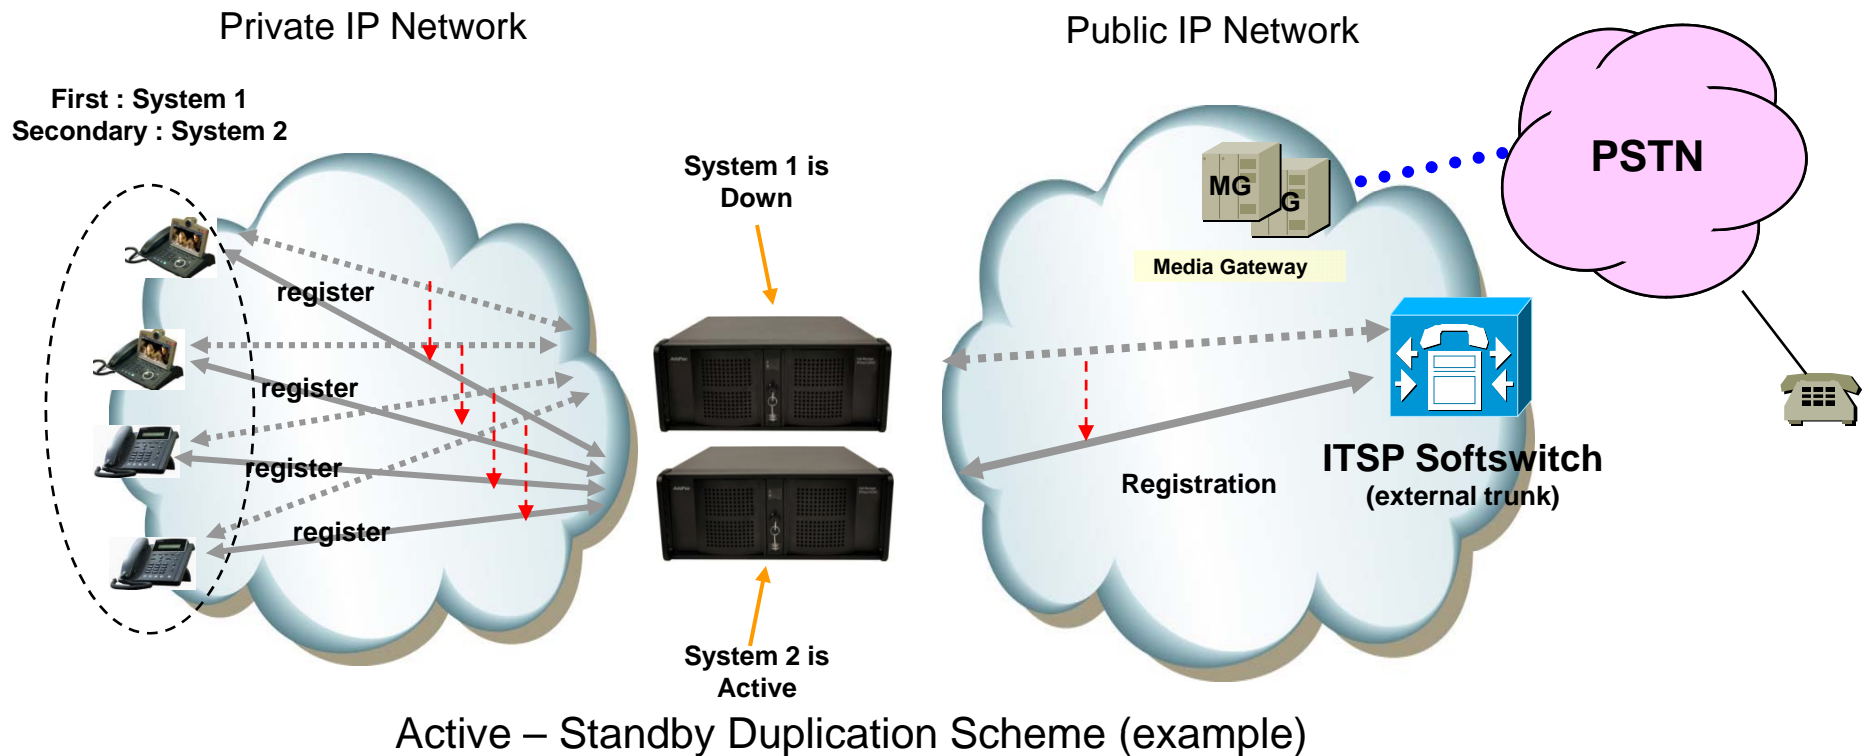 Private IP Network
Public IP Network
First : System 1
Secondary : System 2
System 1 is
Down
PSTN
MG
G
Media Gateway
register
register
register
register
Registration
ITSP Softswitch
(external trunk)
System 2 is
Active
Active – Standby Duplication Scheme (example)